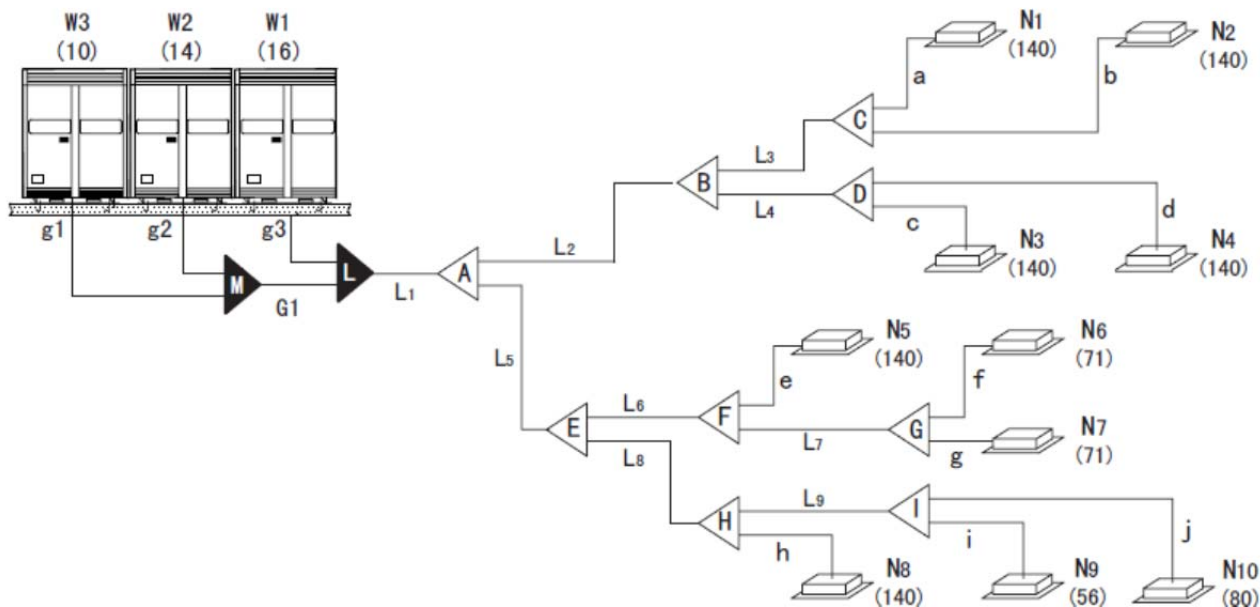 W3 W2 W1
(10) (14) (16)
g1 g2 g3
M
G1
L
L1
A
L2
B
L3
L4
C
a
b
N1
(140)
N2
(140)
D
c
d
N3
(140)
N4
(140)
L5
E
L6
L8
F
e
N5
(140)
L7
G
f
g
N6
(71)
N7
(71)
H
L9
h
I
i
j
N8
(140)
N9
(56)
N10
(80)